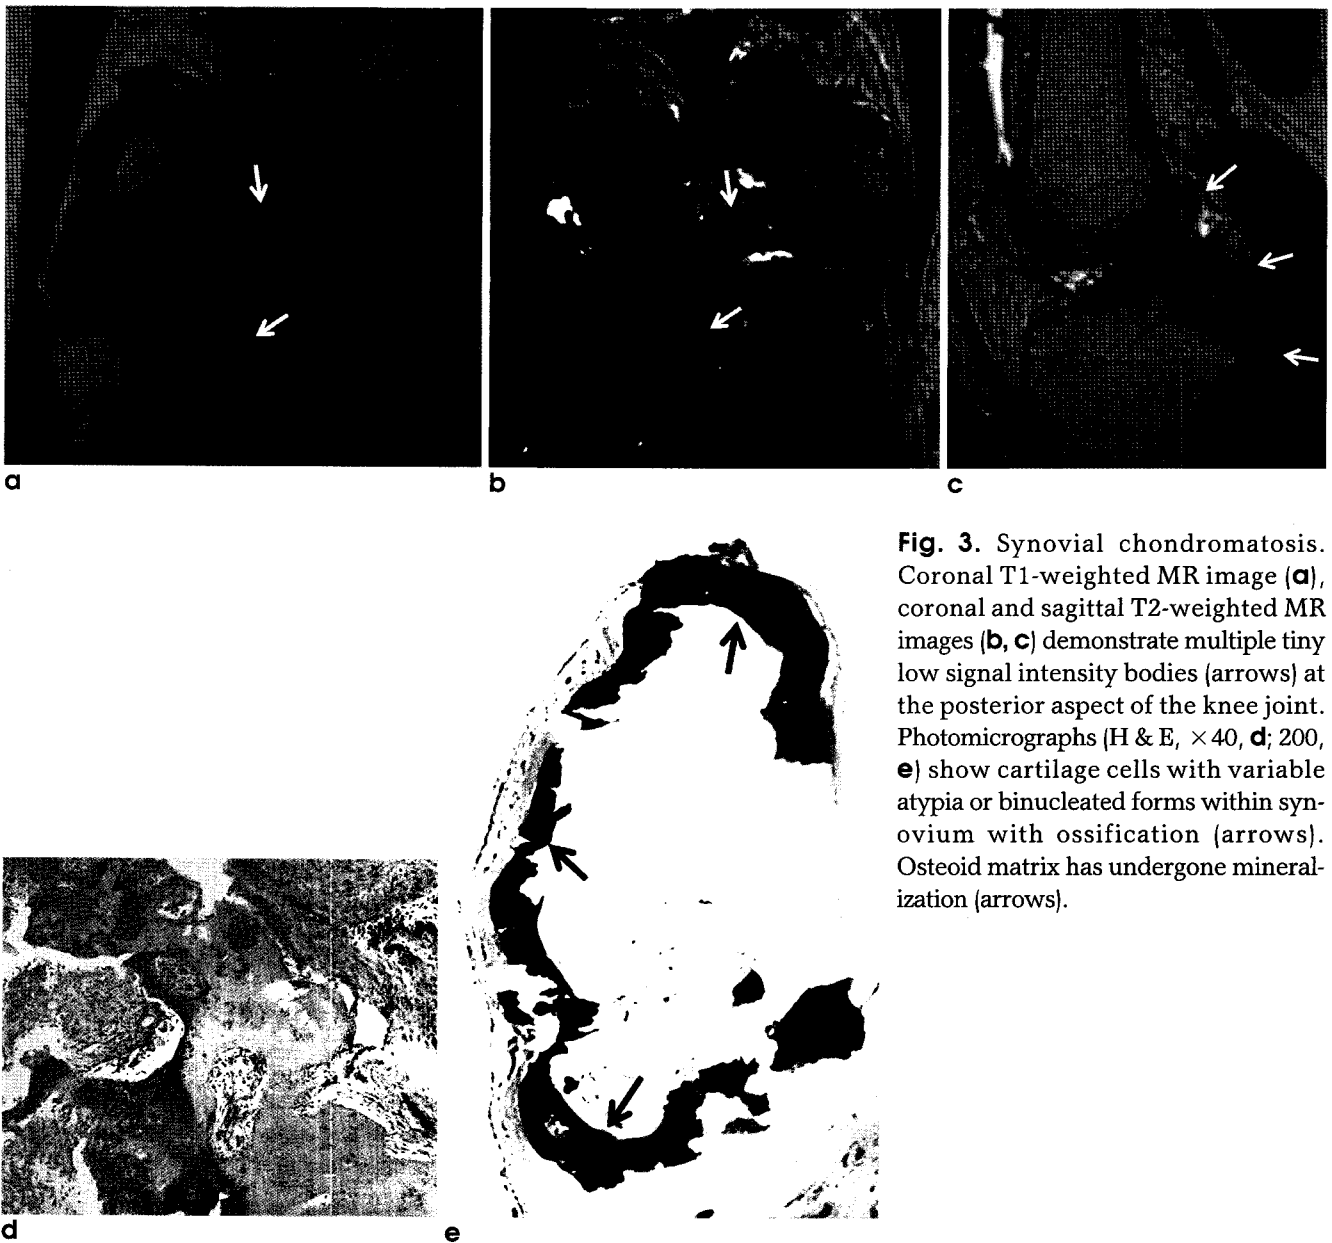 a
b
c
Fig. 3. Synovial chondromatosis.
Coronal T1-weighted MR image (a),
coronal and sagittal T2-weighted MR
images (b, c) demonstrate multiple tiny
low signal intensity bodies (arrows) at
the posterior aspect of the knee joint.
Photomicrographs (H & E, ×40, d; 200,
e) show cartilage cells with variable
atypia or binucleated forms within syn-
ovium with ossification (arrows).
Osteoid matrix has undergone mineral-
ization (arrows).
d
e